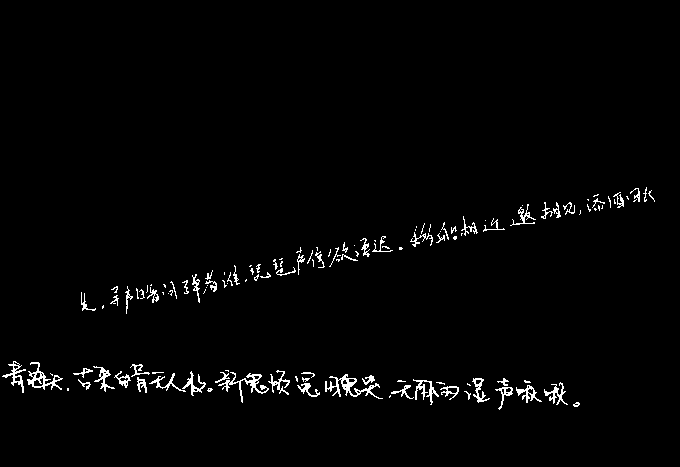 发，寻声暗问弹者谁，琵琶声停欲语迟。移船相近邀相见，添酒回
青海头，古来白骨无人收。新鬼烦冤旧鬼哭，天阴雨湿声啾啾。